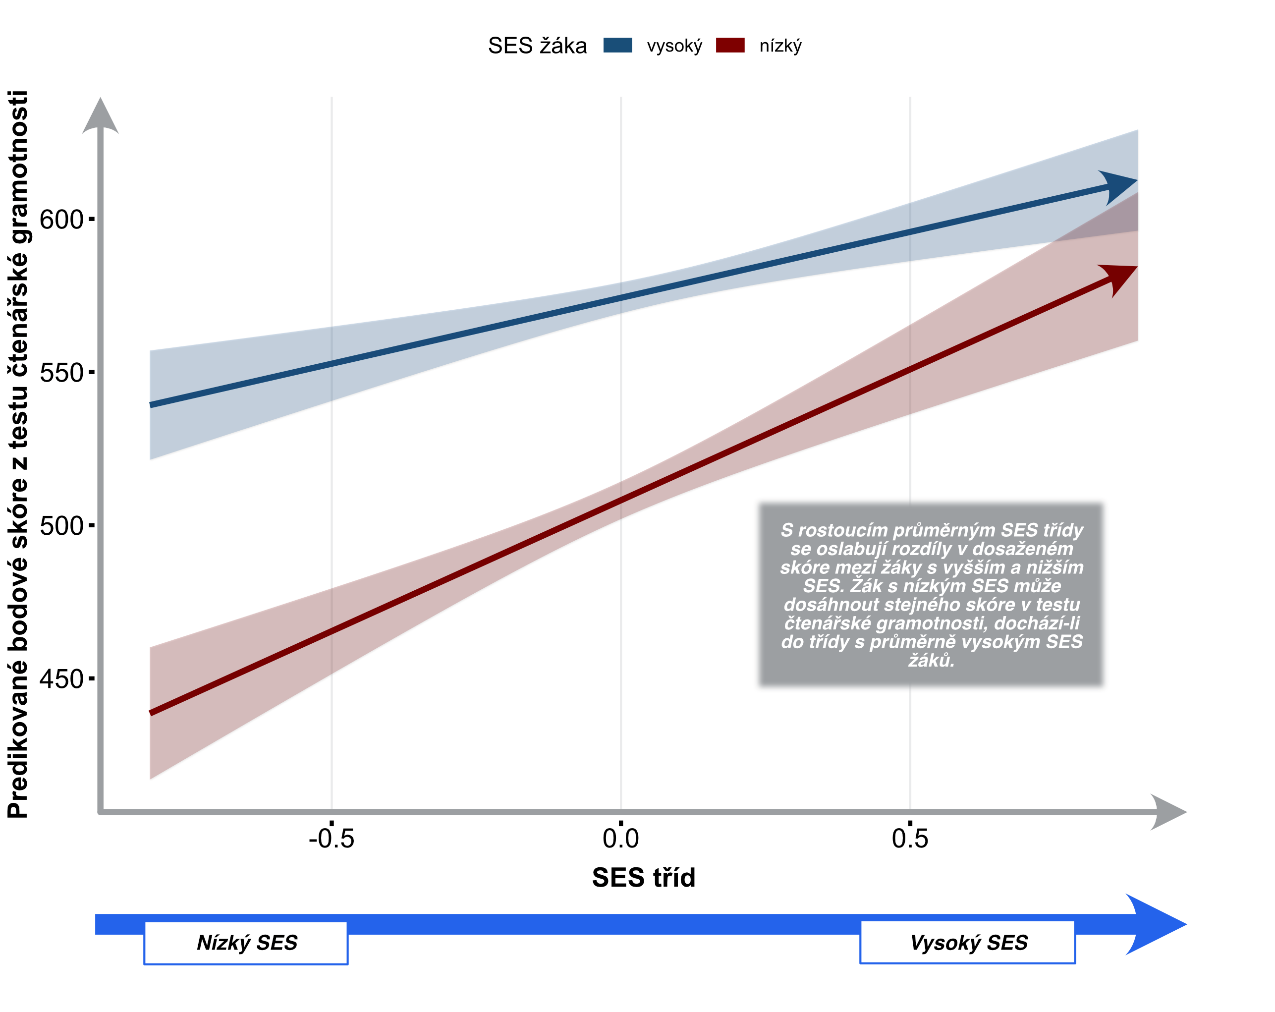 SES žáka vysoký nízký
Predikované bodové skóre z testu čtenářské gramotnosti
600
550
500
450
S rostoucím průměrným SES třídy
se oslabují rozdíly v dosaženém
skóre mezi žáky s vyšším a nižším
SES. Žák s nízkým SES může
dosáhnout stejného skóre v testu
čtenářské gramotnosti, dochází-li
do třídy s průměrně vysokým SES
žáků.
-0.5 0.0 0.5
SES tříd
Nízký SES Vysoký SES